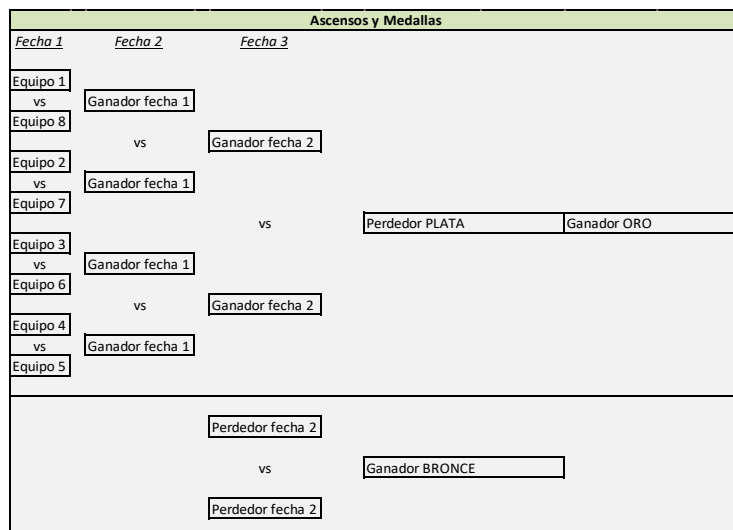 Ascensos y Medallas
Fecha 1 Fecha 2 Fecha 3
Equipo 1
vs Ganador fecha 1
Equipo 8
vs Ganador fecha 2
Equipo 2
vs Ganador fecha 1
Equipo 7
vs Perdedor PLATA Ganador ORO
Equipo 3
vs Ganador fecha 1
Equipo 6
vs Ganador fecha 2
Equipo 4
vs Ganador fecha 1
Equipo 5
Perdedor fecha 2
vs Ganador BRONCE
Perdedor fecha 2